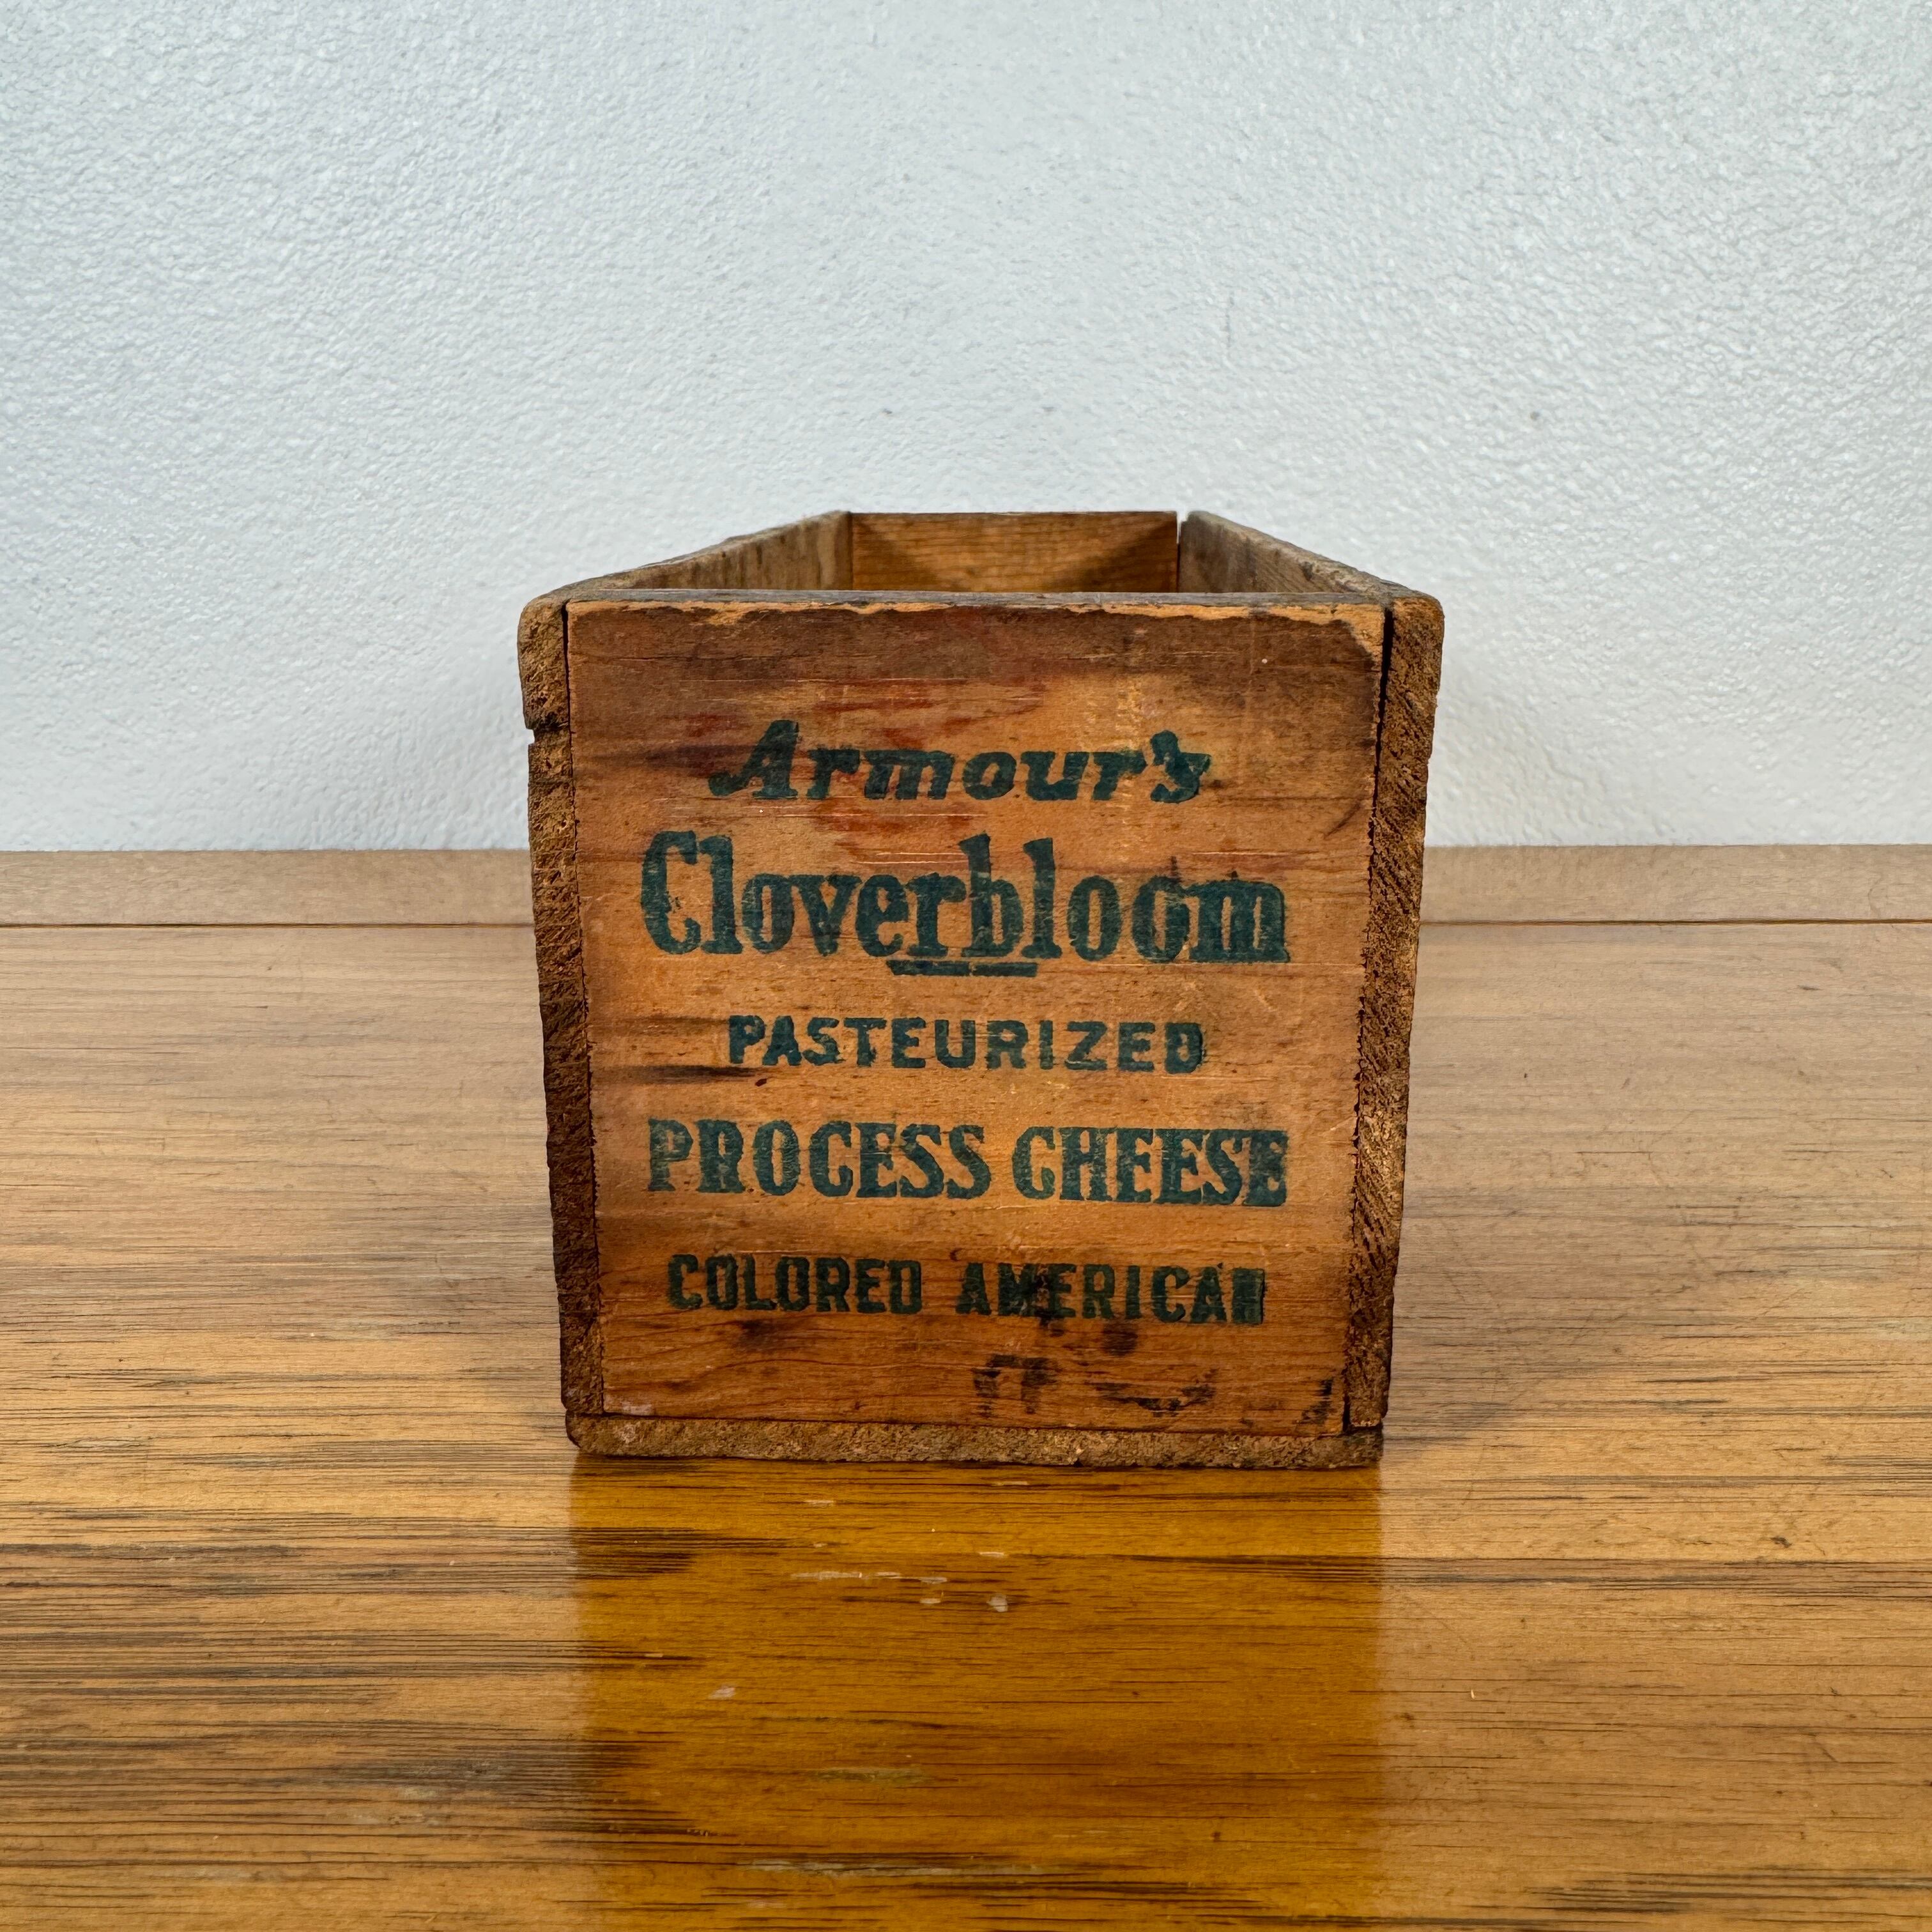 Armour's
Cloverbloom
PASTEURIZED
PROCESS CHEESE
COLORED AMERICAN